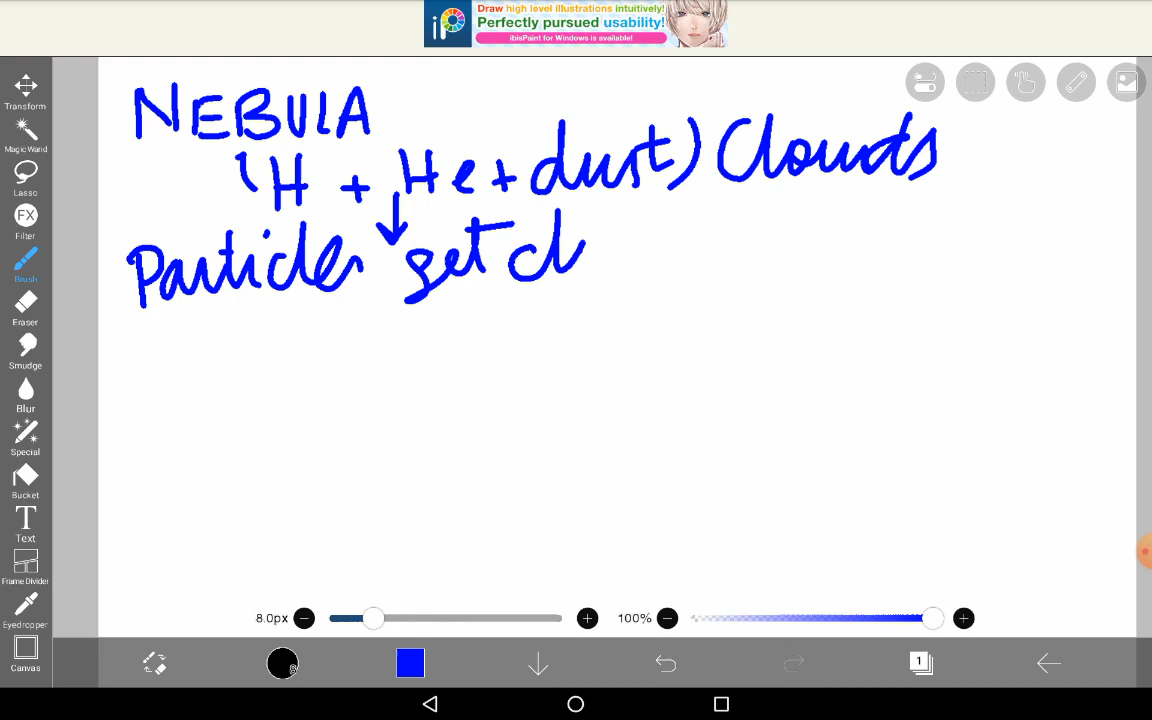 Draw high level illustrations intuitively!
Perfectly pursued usability!
ibisPaint for Windows is available!
Transform
Magic Wand
Lasso
FX
Filter
Brush
Eraser
Smudge
Blur
Special
Bucket
T
Text
Frame Divider
Eyedropper
Canvas
NEBULA
(H + He + dust) Clouds
Particles get cl
8.0px
100%
1